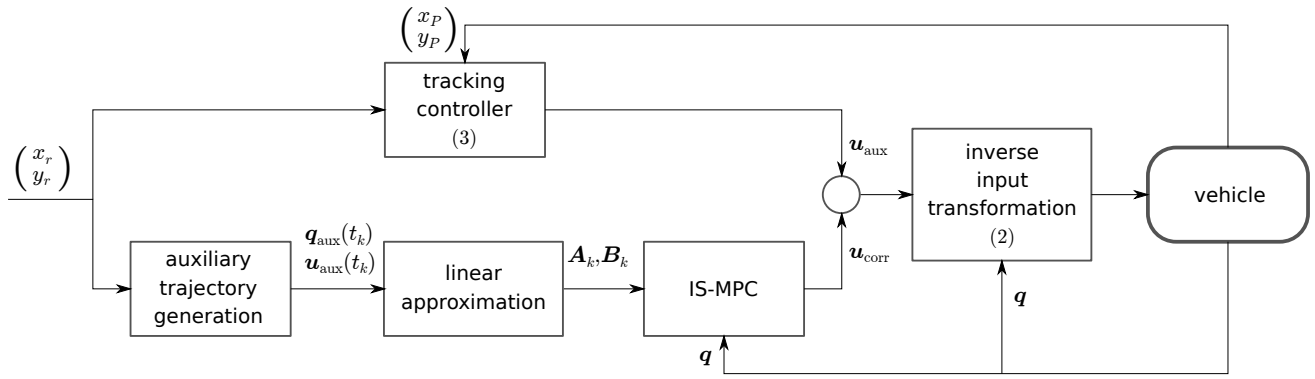 (x_P
y_P)
tracking
controller
(3)
(x_r
y_r)
u_aux
inverse
input
transformation
(2)
vehicle
q_aux(t_k)
u_aux(t_k)
auxiliary
trajectory
generation
linear
approximation
A_k,B_k
IS-MPC
u_corr
q
q